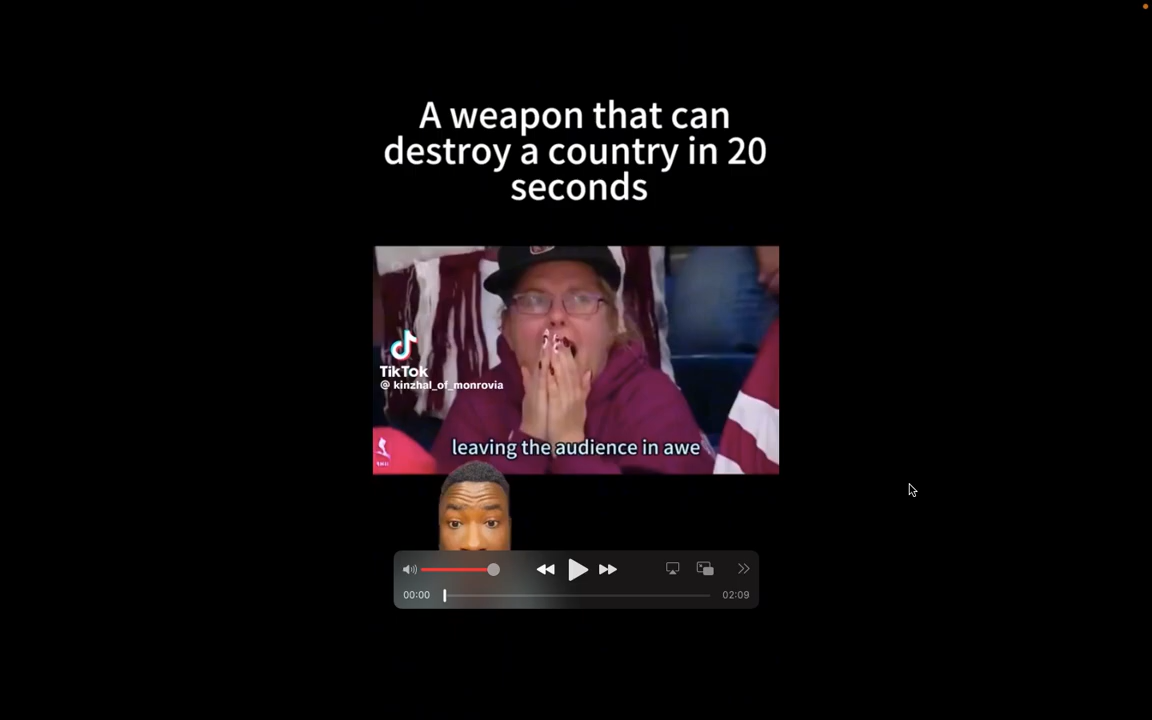 A weapon that can
destroy a country in 20
seconds
TikTok
@ kinzhal_of_monrovia
leaving the audience in awe
00:00
02:09